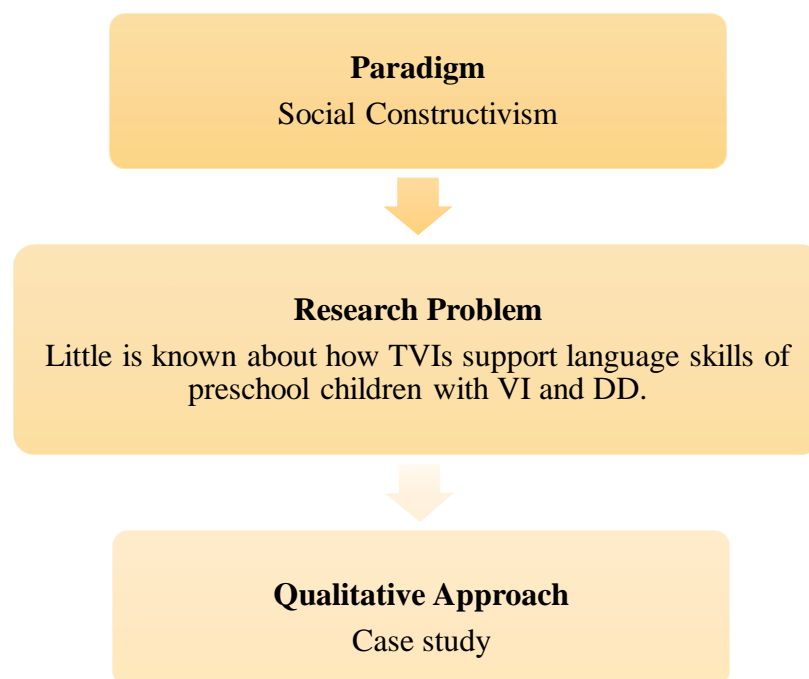 Paradigm
Social Constructivism
Research Problem
Little is known about how TVIs support language skills of
preschool children with VI and DD.
Qualitative Approach
Case study